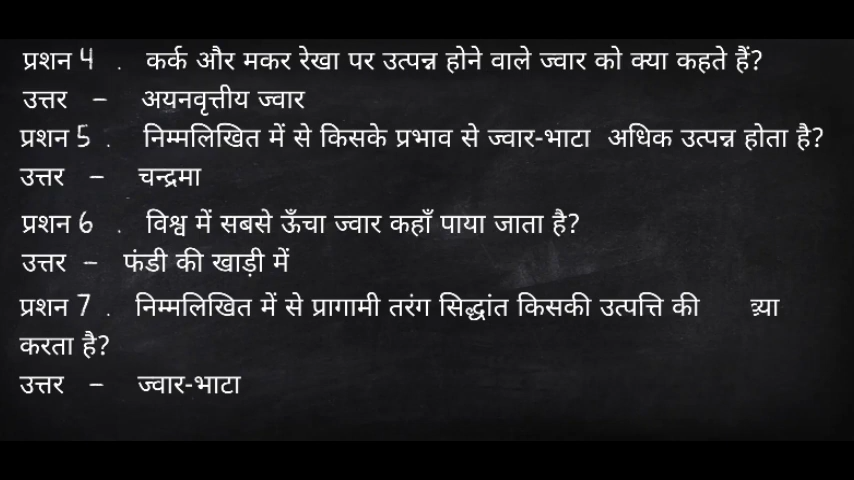 प्रशन 4 . कर्क और मकर रेखा पर उत्पन्न होने वाले ज्वार को क्या कहते हैं?
उत्तर – अयनवृत्तीय ज्वार
प्रशन 5 . निम्मलिखित में से किसके प्रभाव से ज्वार-भाटा अधिक उत्पन्न होता है?
उत्तर – चन्द्रमा
प्रशन 6 . विश्व में सबसे ऊँचा ज्वार कहाँ पाया जाता है?
उत्तर – फंडी की खाड़ी में
प्रशन 7 . निम्मलिखित में से प्रागामी तरंग सिद्धांत किसकी उत्पत्ति की
करता है?
उत्तर – ज्वार-भाटा